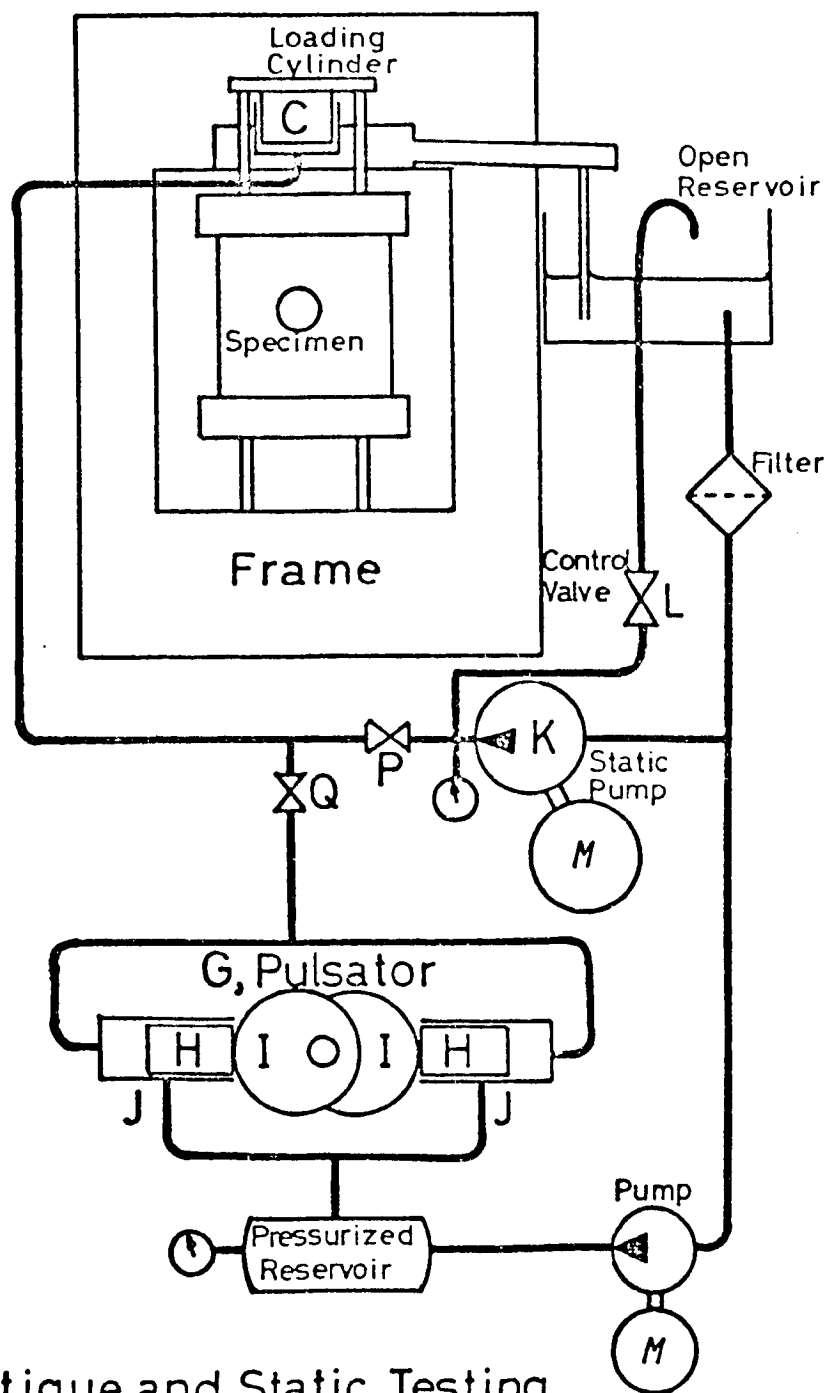 Loading
Cylinder
C
Open
Reservoir
Specimen
Filter
Frame
Control
Valve
L
K
P
Static
Pump
Q
M
G, Pulsator
H I I H
J J
Pump
Pressurized
Reservoir
M
tigue and Static Testing